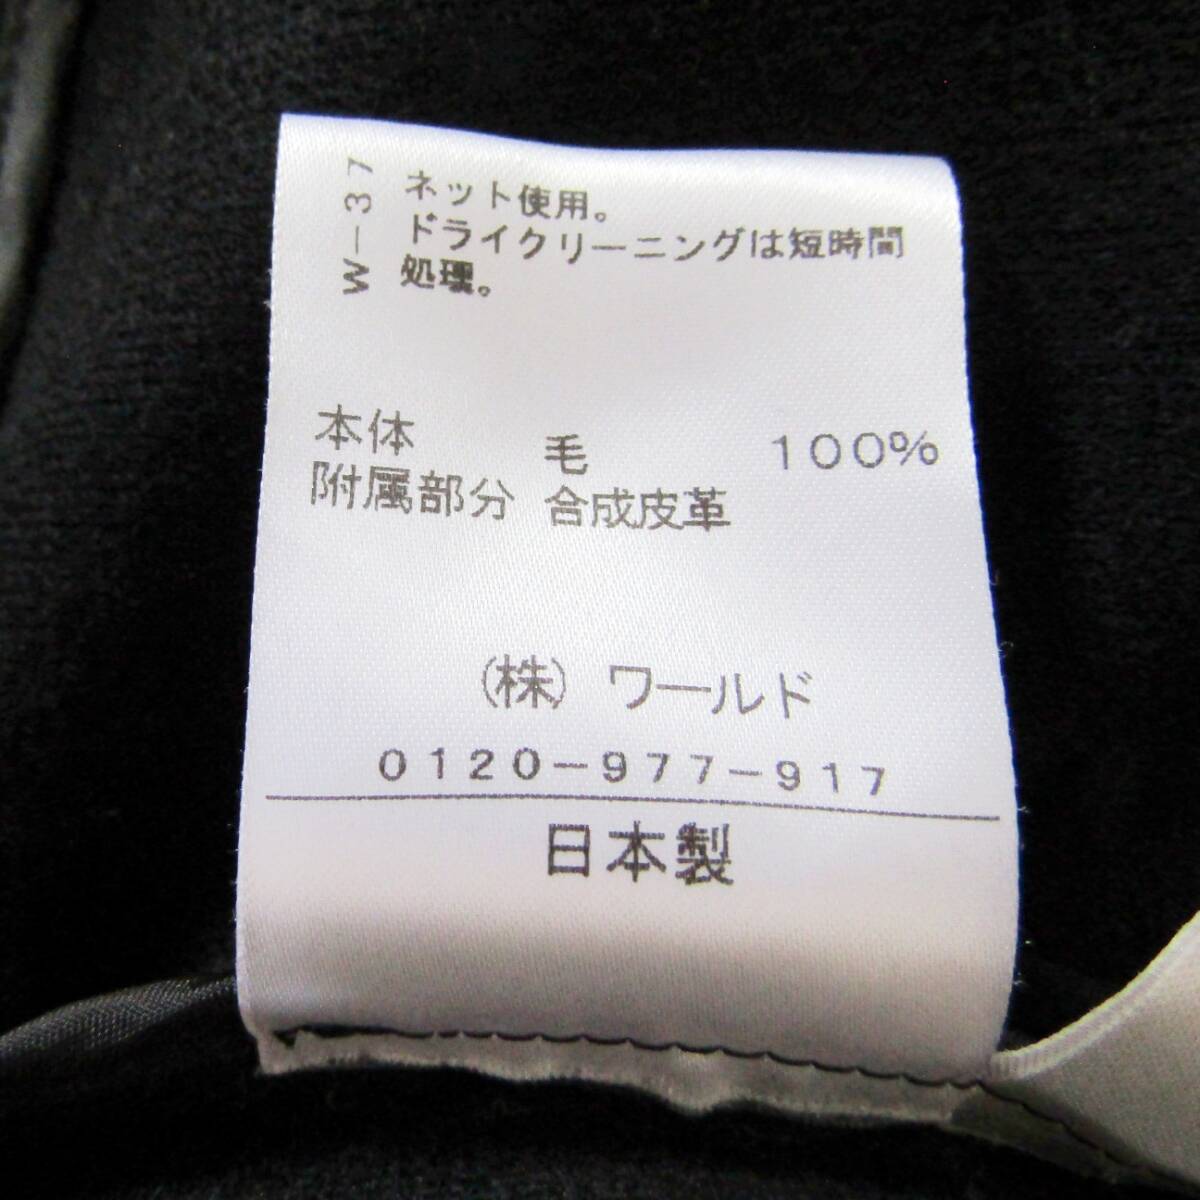 W-37
ネット使用。
ドライクリーニングは短時間
処理。
本体 毛 100%
附属部分 合成皮革
(株) ワールド
0120-977-917
日本製